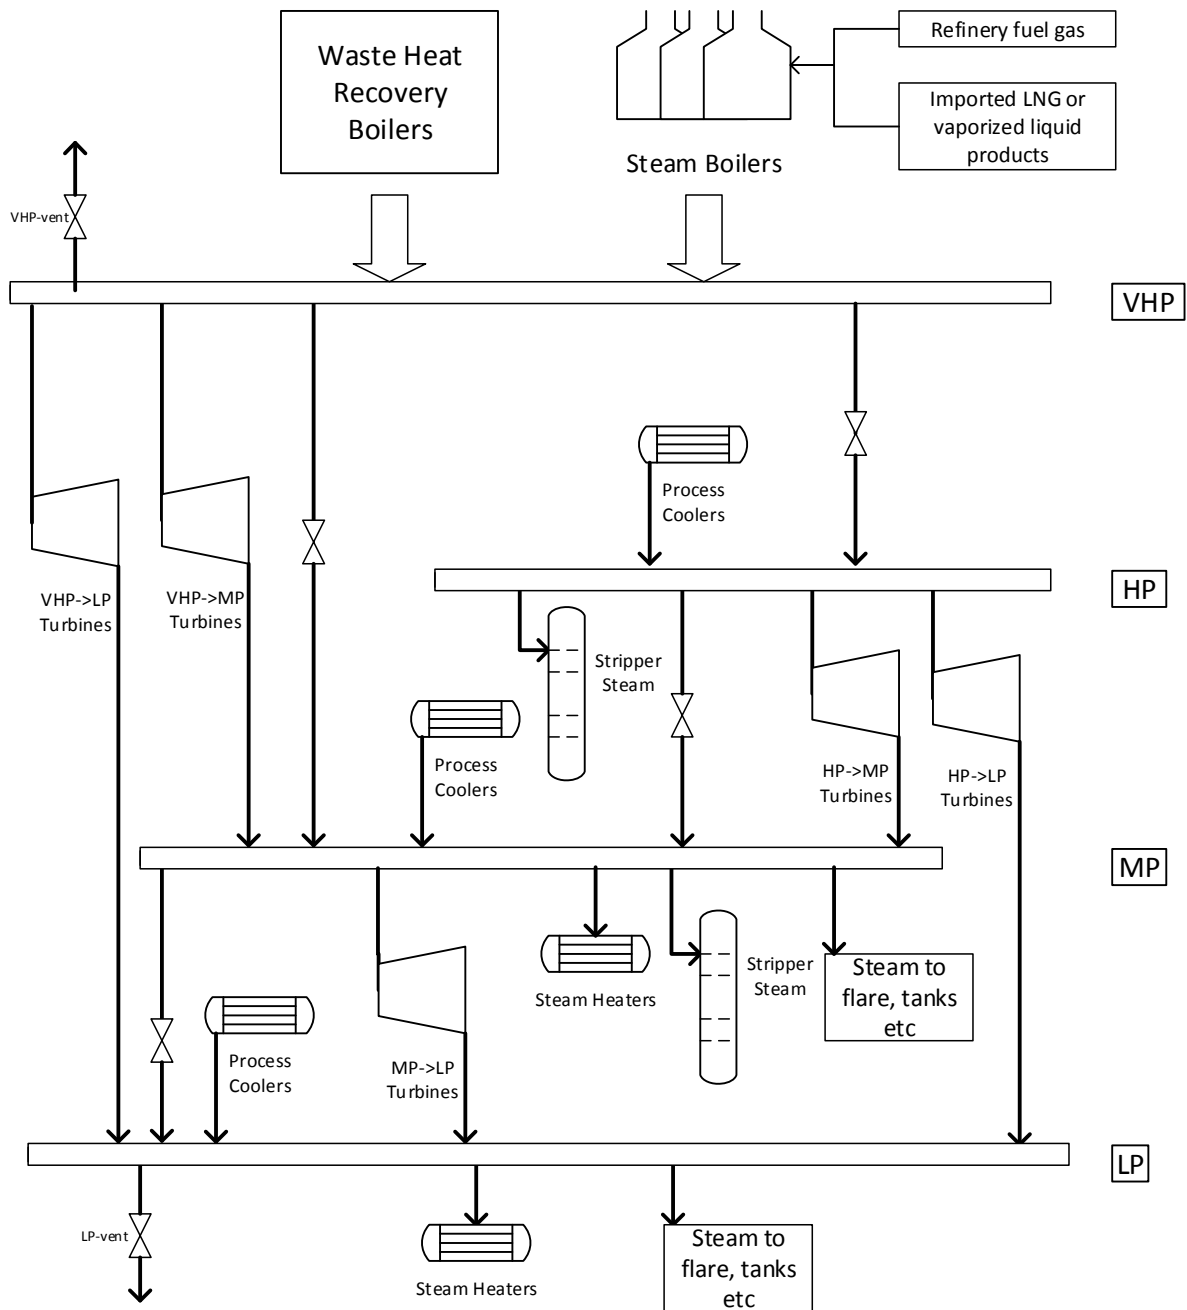 Waste Heat
Recovery
Boilers
Steam Boilers
Refinery fuel gas
Imported LNG or
vaporized liquid
products
VHP-vent
VHP
Process
Coolers
VHP->LP
Turbines
VHP->MP
Turbines
HP
Stripper
Steam
Process
Coolers
HP->MP
Turbines
HP->LP
Turbines
MP
Steam Heaters
Stripper
Steam
Steam to
flare, tanks
etc
Process
Coolers
MP->LP
Turbines
LP
LP-vent
Steam Heaters
Steam to
flare, tanks
etc